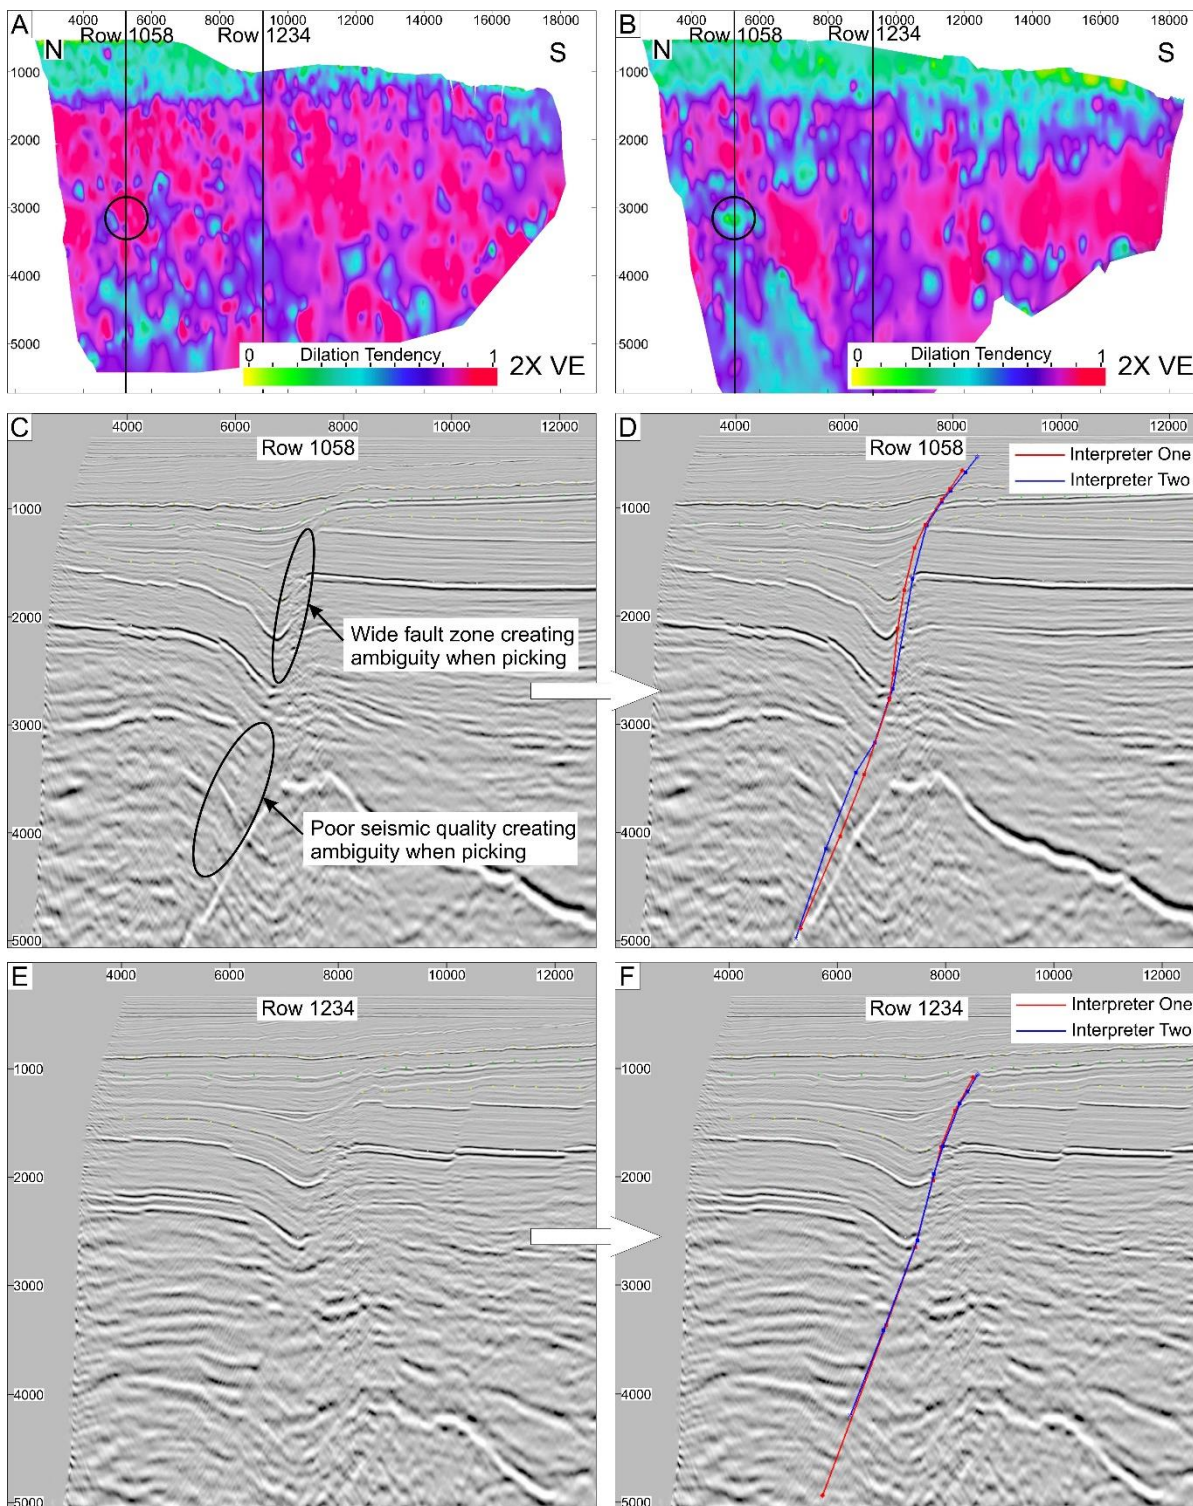 A
4000 6000 8000 10000 12000 14000 16000 18000
Row 1058
Row 1234
N
S
1000
2000
3000
4000
5000
0 1
Dilation Tendency
2X VE
B
4000 6000 8000 10000 12000 14000 16000 18000
Row 1058
Row 1234
N
S
1000
2000
3000
4000
5000
0 1
Dilation Tendency
2X VE
C
4000 6000 8000 10000 12000
Row 1058
1000
2000
3000
4000
5000
Wide fault zone creating
ambiguity when picking
Poor seismic quality creating
ambiguity when picking
D
4000 6000 8000 10000 12000
Row 1058
Interpreter One
Interpreter Two
1000
2000
3000
4000
5000
E
4000 6000 8000 10000 12000
Row 1234
1000
2000
3000
4000
5000
F
4000 6000 8000 10000 12000
Row 1234
Interpreter One
Interpreter Two
1000
2000
3000
4000
5000